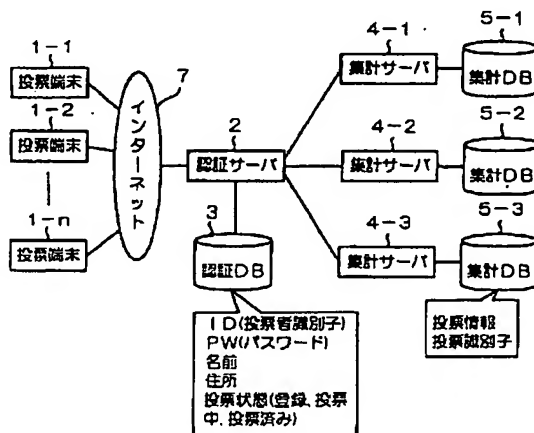 1-1
投票端末
1-2
投票端末
1-n
投票端末
7
インターネット
2
認証サーバ
3
認証DB
4-1
集計サーバ
5-1
集計DB
4-2
集計サーバ
5-2
集計DB
4-3
集計サーバ
5-3
集計DB
ID(投票者識別子)
PW(パスワード)
名前
住所
投票状態(登録、投票
中、投票済み)
投票情報
投票識別子